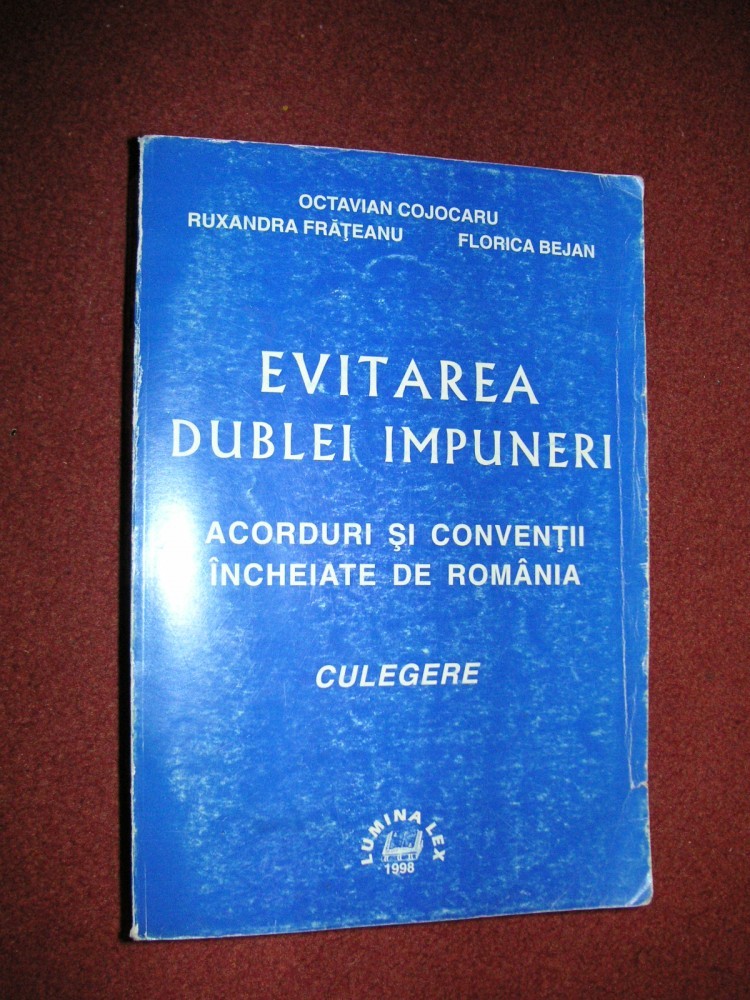 OCTAVIAN COJOCARU
RUXANDRA FRĂŢEANU FLORICA BEJAN
EVITAREA
DUBLEI IMPUNERI
ACORDURI ŞI CONVENŢII
ÎNCHEIATE DE ROMÂNIA
CULEGERE
LUMINA LEX
1998